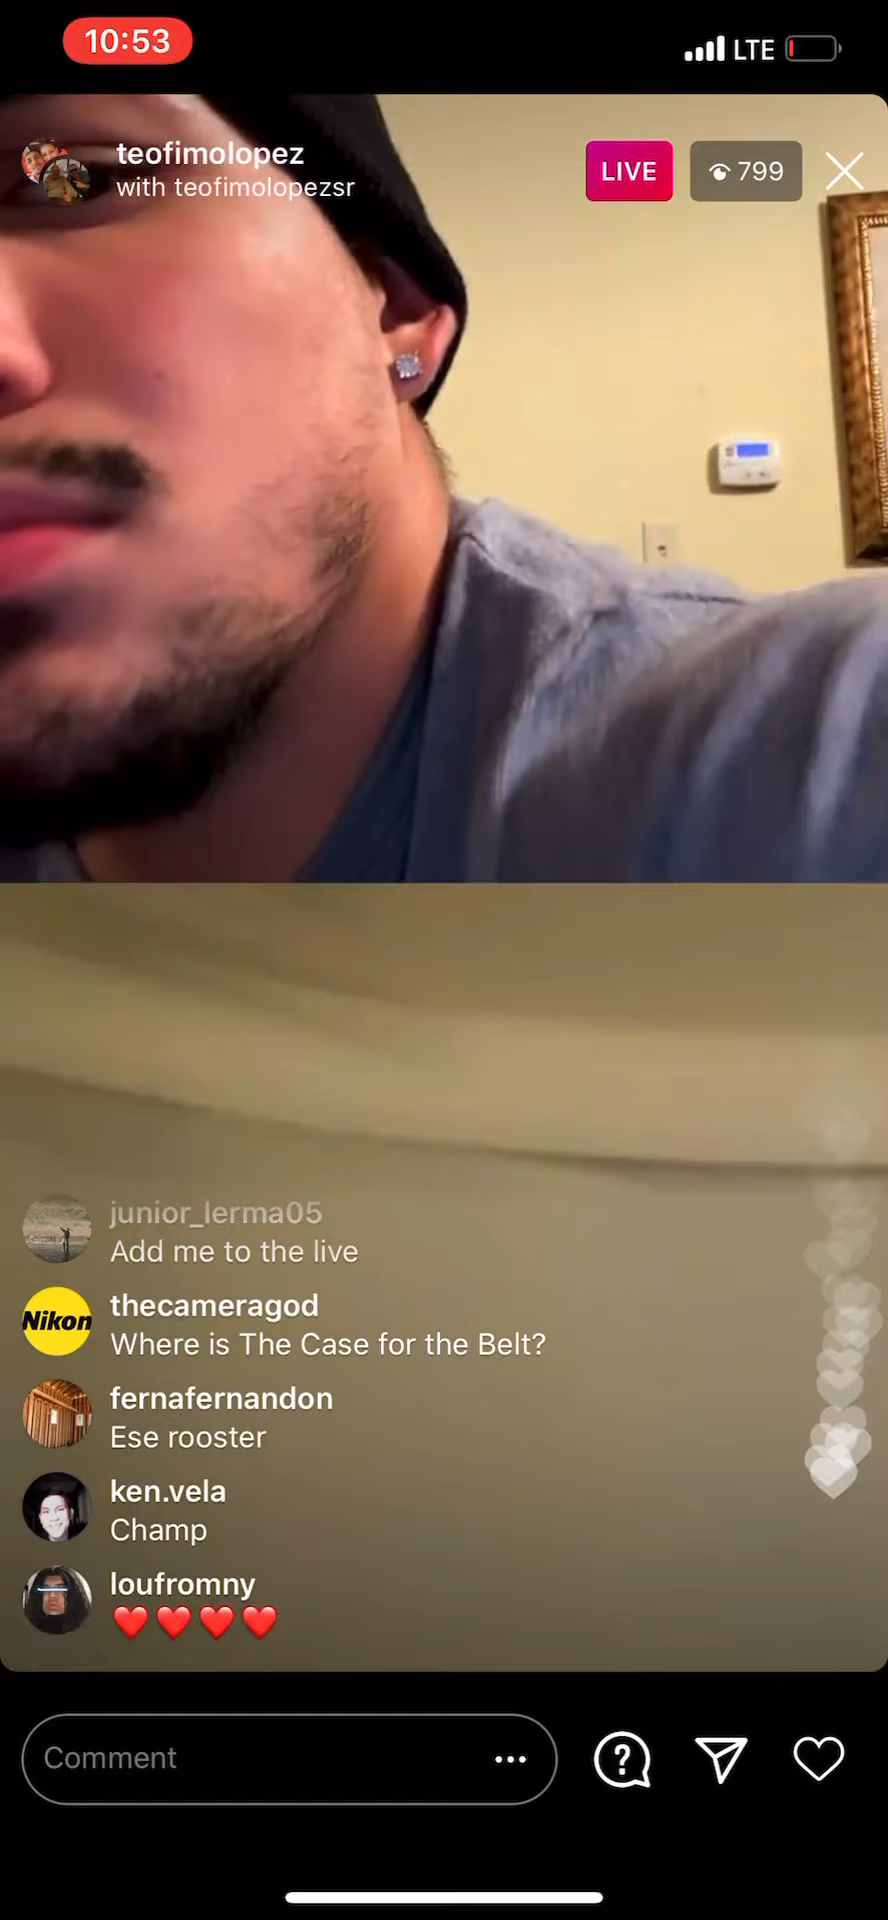 10:53
LTE
teofimolopez
with teofimolopezsr
LIVE
799
junior_lerma05
Add me to the live
Nikon
thecameragod
Where is The Case for the Belt?
fernafernandon
Ese rooster
ken.vela
Champ
loufromny
❤️❤️❤️❤️
Comment